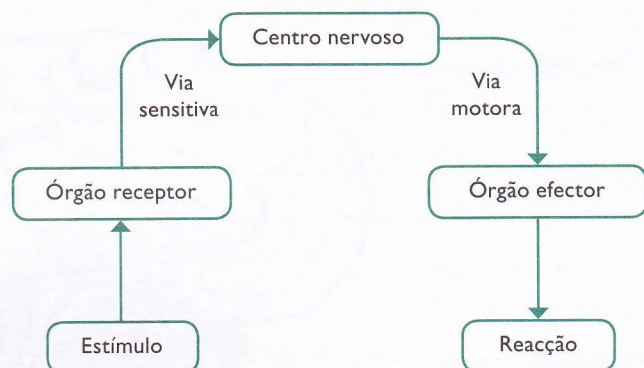 Centro nervoso
Via
sensitiva
Via
motora
Órgão receptor
Órgão efector
Estímulo
Reacção